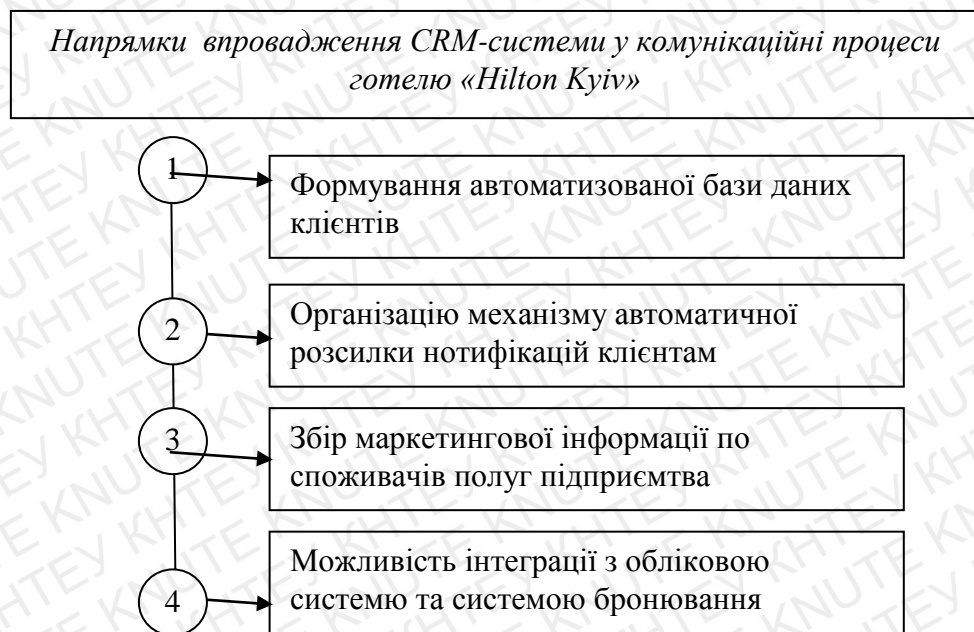 Напрямки впровадження CRM-системи у комунікаційні процеси
готелю «Hilton Kyiv»
1
Формування автоматизованої бази даних
клієнтів
2
Організацію механізму автоматичної
розсилки нотифікацій клієнтам
3
Збір маркетингової інформації по
споживачів полуг підприємтва
4
Можливість інтеграції з обліковою
системю та системою бронювання